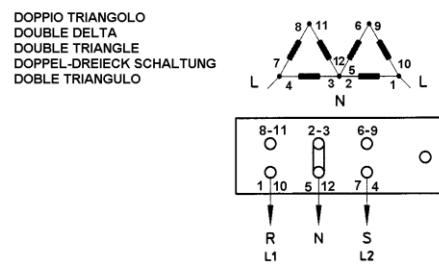 DOPPIO TRIANGOLO
DOUBLE DELTA
DOUBLE TRIANGLE
DOPPEL-DREIECK SCHALTUNG
DOBLE TRIANGULO
8 11 6 9
7 12 5 10
L 4 3 2 1 L
N
8-11 2-3 6-9
1 10 5 12 7 4
R N S
L1 L2